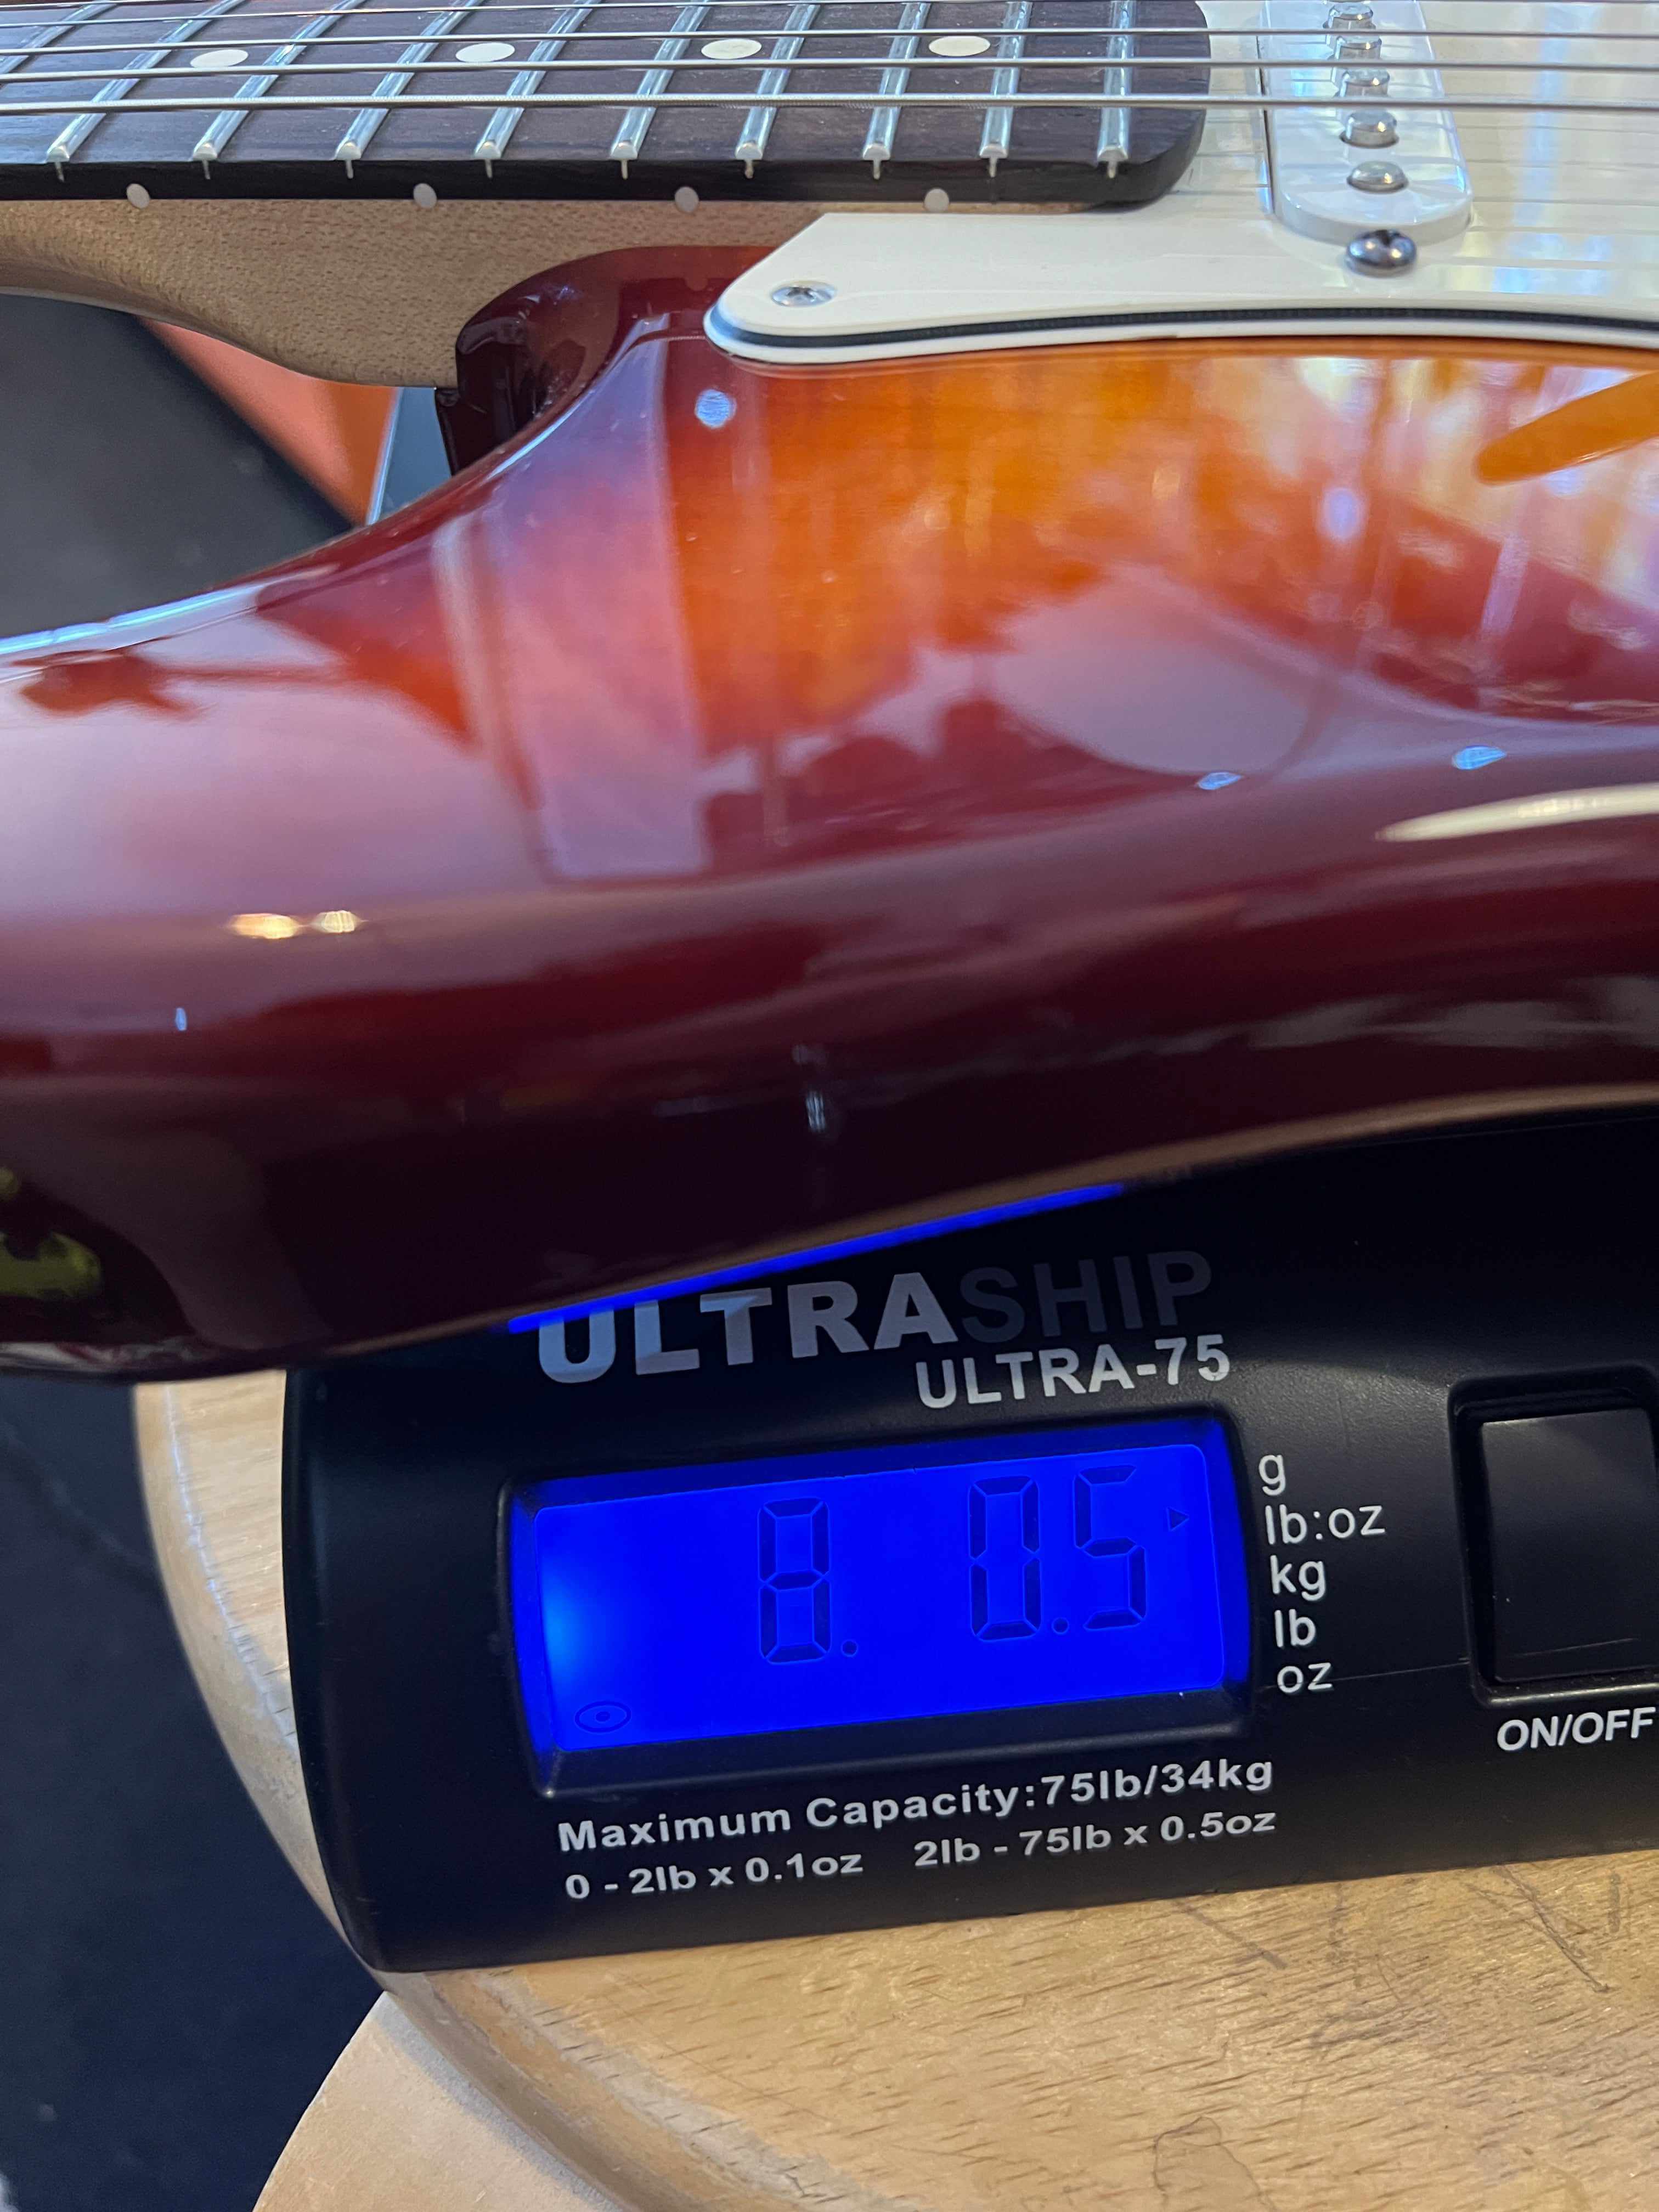 ULTRASHIP
ULTRA-75
8. 0.5
g
lb:oz
kg
lb
oz
ON/OFF
Maximum Capacity:75lb/34kg
0 - 2lb x 0.1oz 2lb - 75lb x 0.5oz